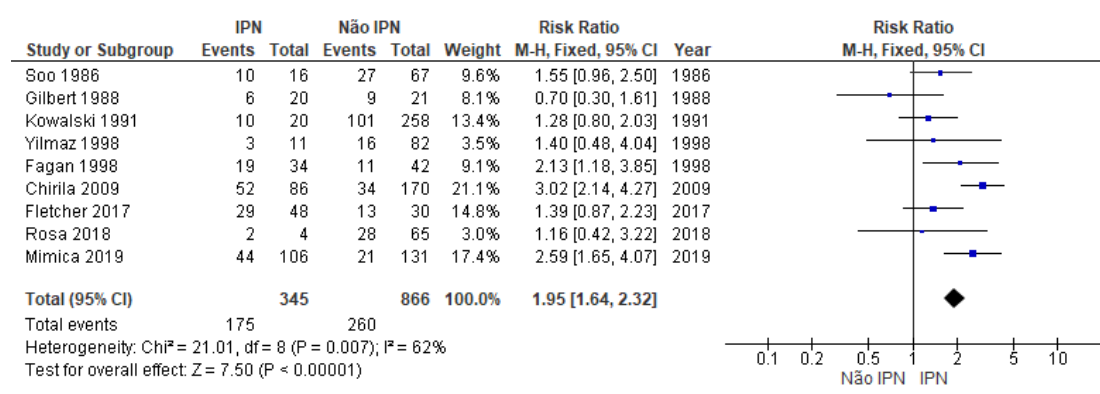 IPN Não IPN Risk Ratio Risk Ratio
Study or Subgroup Events Total Events Total Weight M-H, Fixed, 95% CI Year M-H, Fixed, 95% CI
Soo 1986 10 16 27 67 9.6% 1.55 [0.96, 2.50] 1986
Gilbert 1988 6 20 9 21 8.1% 0.70 [0.30, 1.61] 1988
Kowalski 1991 10 20 101 258 13.4% 1.28 [0.80, 2.03] 1991
Yilmaz 1998 3 11 16 82 3.5% 1.40 [0.48, 4.04] 1998
Fagan 1998 19 34 11 42 9.1% 2.13 [1.18, 3.85] 1998
Chirila 2009 52 86 34 170 21.1% 3.02 [2.14, 4.27] 2009
Fletcher 2017 29 48 13 30 14.8% 1.39 [0.87, 2.23] 2017
Rosa 2018 2 4 28 65 3.0% 1.16 [0.42, 3.22] 2018
Mimica 2019 44 106 21 131 17.4% 2.59 [1.65, 4.07] 2019
Total (95% CI) 345 866 100.0% 1.95 [1.64, 2.32]
Total events 175 260
Heterogeneity: Chi² = 21.01, df = 8 (P = 0.007); I² = 62%
Test for overall effect: Z = 7.50 (P < 0.00001)
0.1 0.2 0.5 1 2 5 10
Não IPN IPN